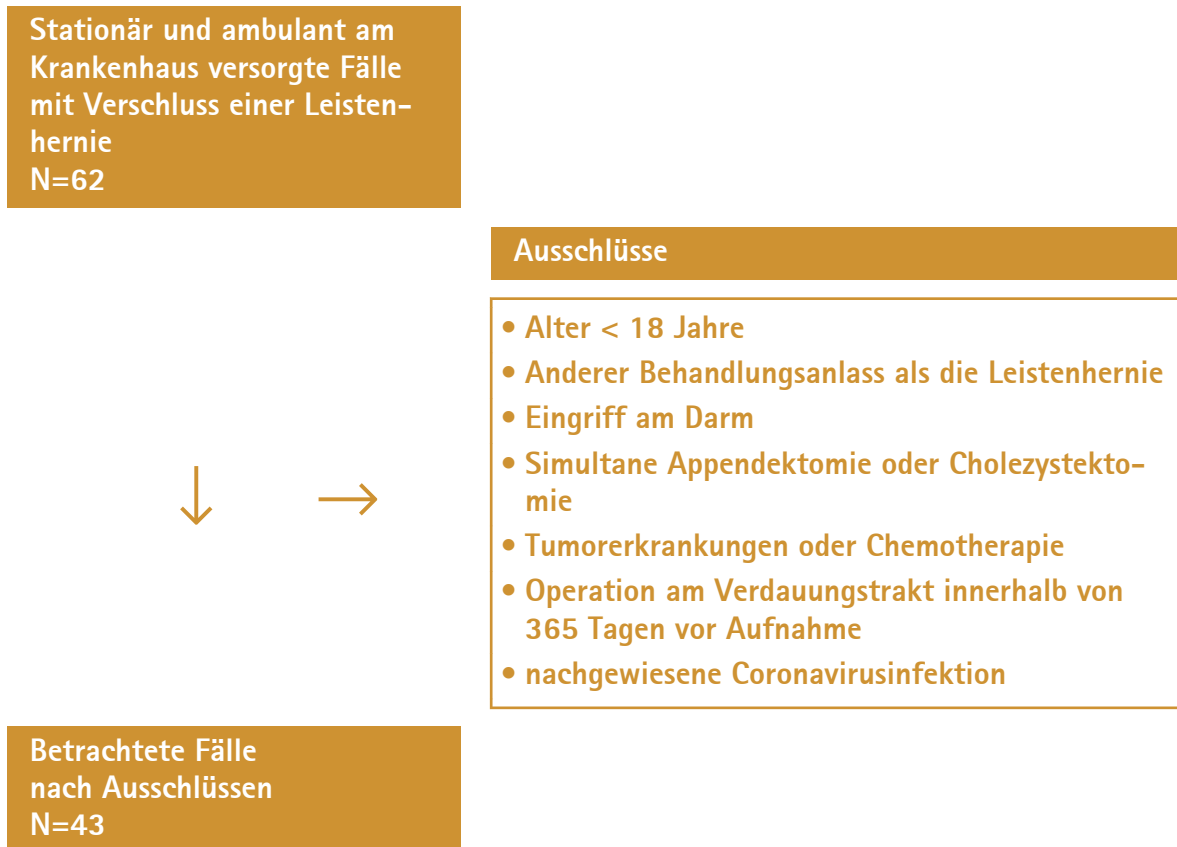 Stationär und ambulant am
Krankenhaus versorgte Fälle
mit Verschluss einer Leisten-
hernie
N=62
Ausschlüsse
• Alter < 18 Jahre
• Anderer Behandlungsanlass als die Leistenhernie
• Eingriff am Darm
• Simultane Appendektomie oder Cholezystekto-
mie
• Tumorerkrankungen oder Chemotherapie
• Operation am Verdauungstrakt innerhalb von
365 Tagen vor Aufnahme
• nachgewiesene Coronavirusinfektion
Betrachtete Fälle
nach Ausschlüssen
N=43